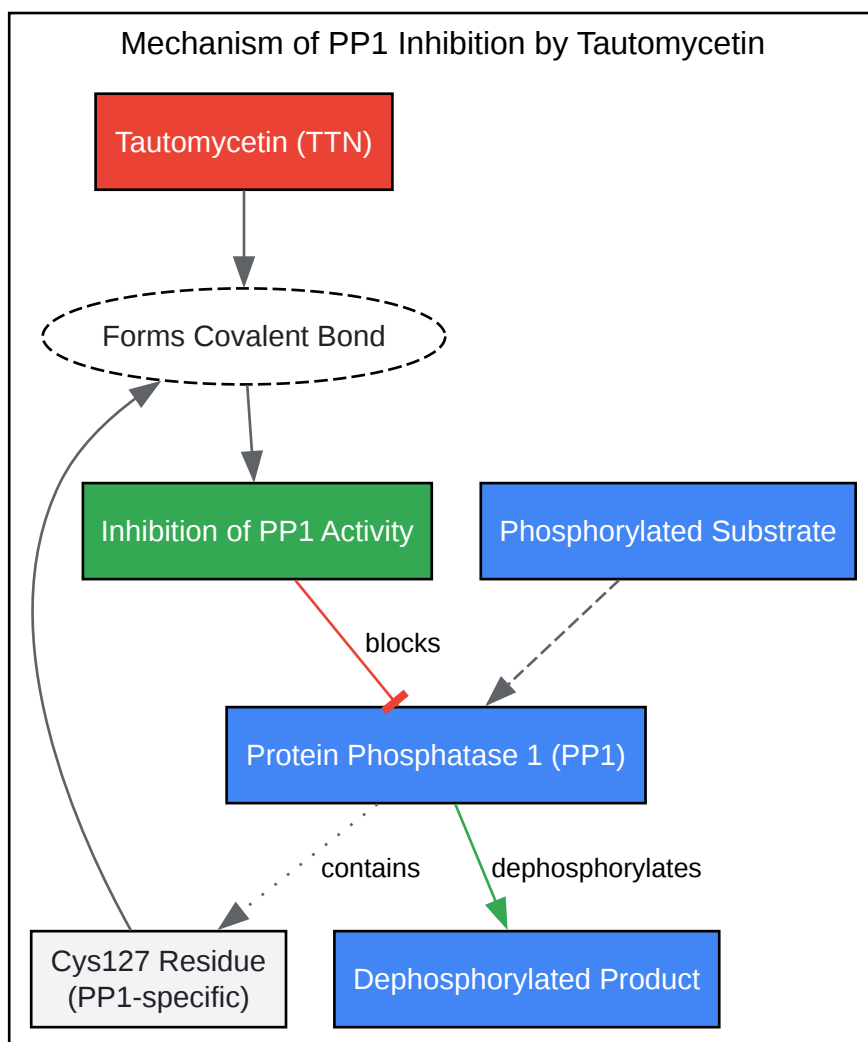 Mechanism of PP1 Inhibition by Tautomycetin
Tautomycetin (TTN)
Forms Covalent Bond
Inhibition of PP1 Activity
Phosphorylated Substrate
blocks
Protein Phosphatase 1 (PP1)
contains
dephosphorylates
Cys127 Residue
(PP1-specific)
Dephosphorylated Product